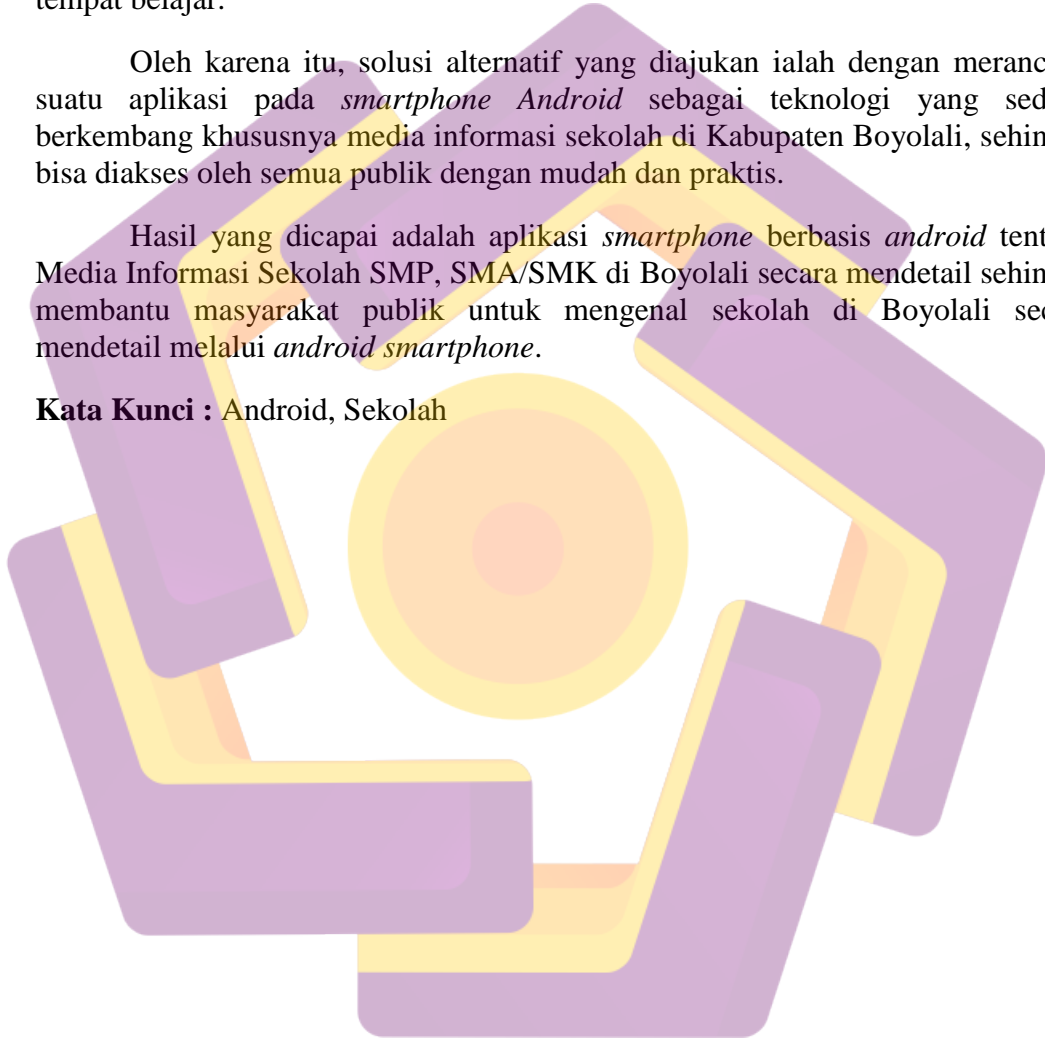 tempat belajar.
Oleh karena itu, solusi alternatif yang diajukan ialah dengan meranc
suatu aplikasi pada smartphone Android sebagai teknologi yang sed
berkembang khususnya media informasi sekolah di Kabupaten Boyolali, sehin
bisa diakses oleh semua publik dengan mudah dan praktis.
Hasil yang dicapai adalah aplikasi smartphone berbasis android tent
Media Informasi Sekolah SMP, SMA/SMK di Boyolali secara mendetail sehin
membantu masyarakat publik untuk mengenal sekolah di Boyolali sec
mendetail melalui android smartphone.
Kata Kunci : Android, Sekolah